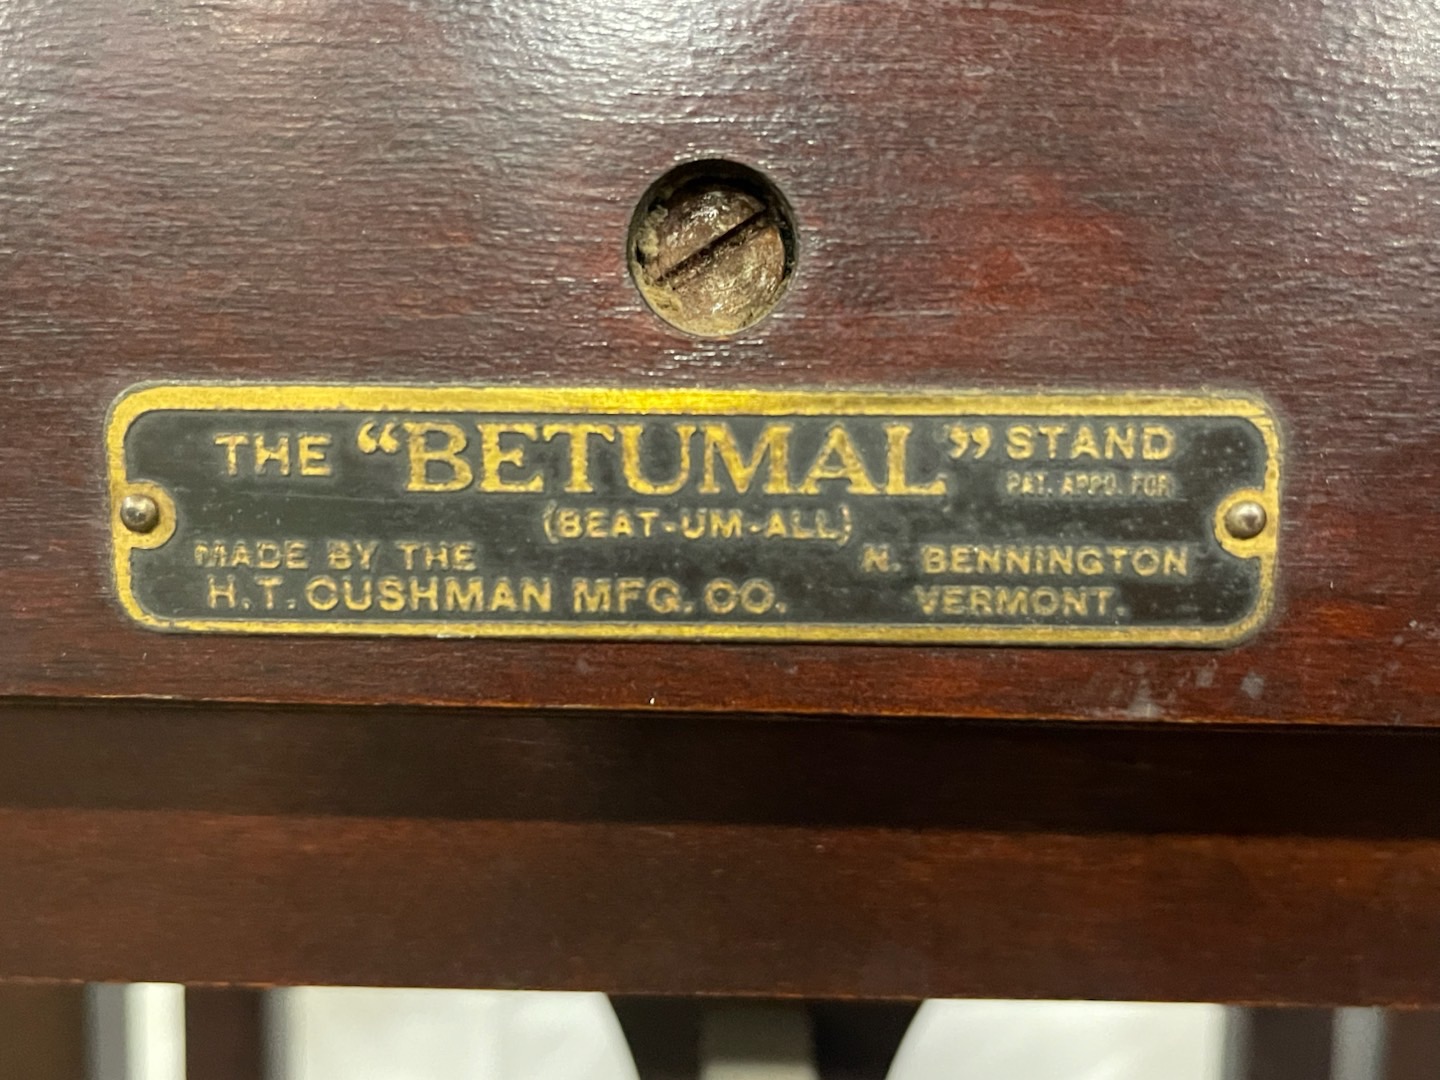 THE “BETUMAL” STAND
PAT. APPD. FOR
(BEAT-UM-ALL)
MADE BY THE
H.T. CUSHMAN MFG. CO.
N. BENNINGTON
VERMONT.